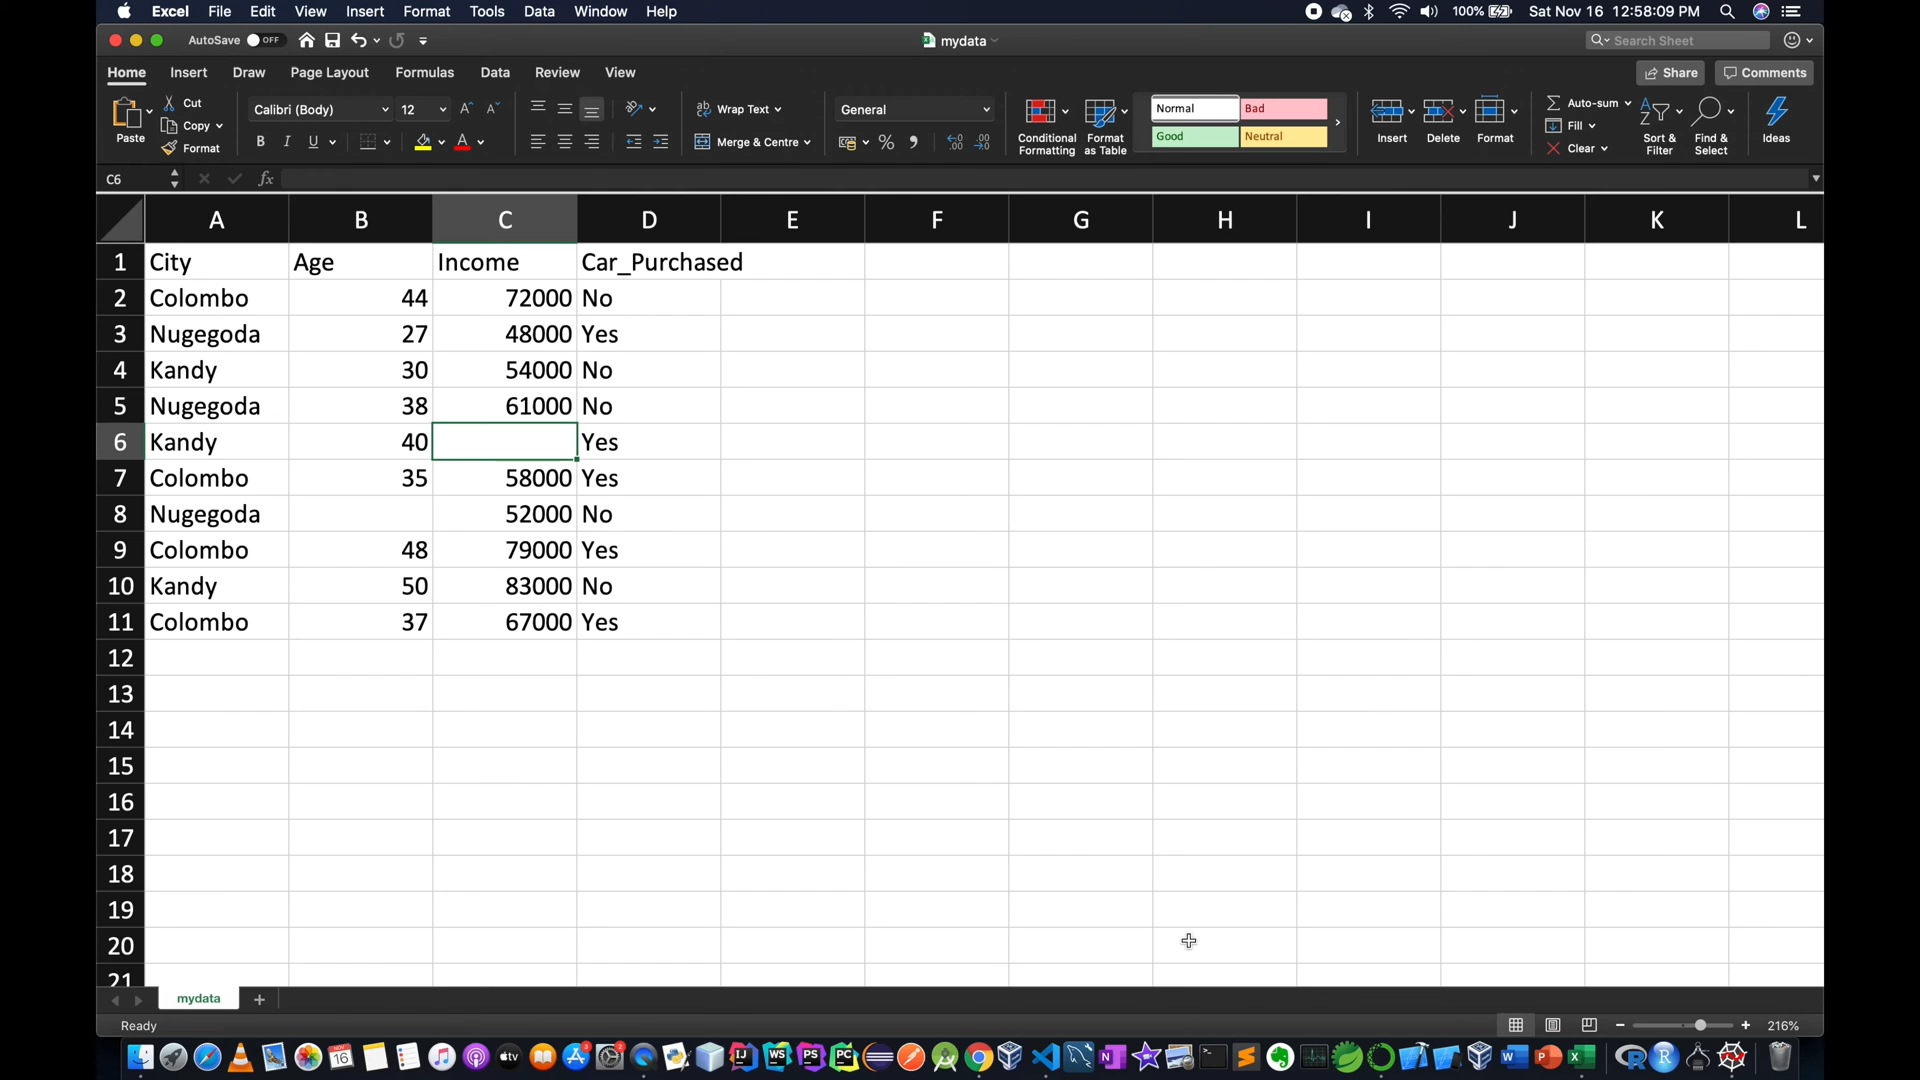 Excel File Edit View Insert Format Tools Data Window Help 100% Sat Nov 16 12:58:09 PM
AutoSave OFF mydata Search Sheet
Home Insert Draw Page Layout Formulas Data Review View Share Comments
Paste Cut Copy Format Calibri (Body) 12 Wrap Text Merge & Centre General Conditional Formatting Format as Table Normal Bad Good Neutral Insert Delete Format Auto-sum Fill Clear Sort & Filter Find & Select Ideas
C6 fx
A B C D E F G H I J K L
1 City Age Income Car_Purchased
2 Colombo 44 72000 No
3 Nugegoda 27 48000 Yes
4 Kandy 30 54000 No
5 Nugegoda 38 61000 No
6 Kandy 40 Yes
7 Colombo 35 58000 Yes
8 Nugegoda 52000 No
9 Colombo 48 79000 Yes
10 Kandy 50 83000 No
11 Colombo 37 67000 Yes
12
13
14
15
16
17
18
19
20
21
mydata
Ready 216%